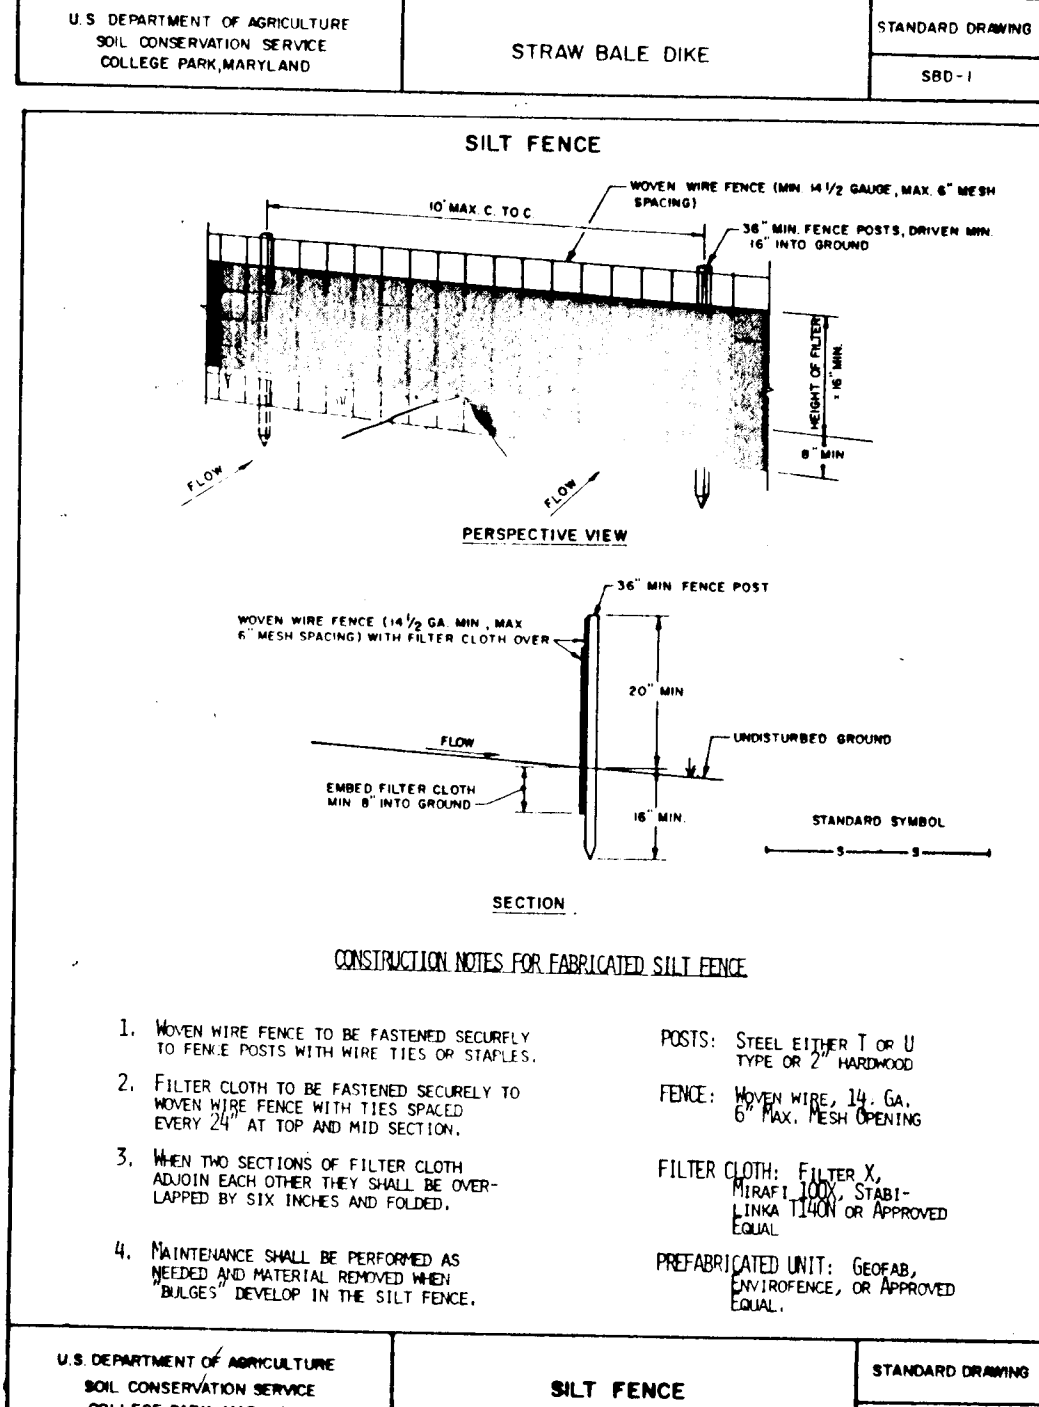 U.S DEPARTMENT OF AGRICULTURE
SOIL CONSERVATION SERVICE
COLLEGE PARK, MARYLAND
STRAW BALE DIKE
STANDARD DRAWING
SBD-1
SILT FENCE
WOVEN WIRE FENCE (MIN. 14 1/2 GAUGE, MAX. 6" MESH
SPACING)
10' MAX. C. TO C.
36" MIN. FENCE POSTS, DRIVEN MIN.
16" INTO GROUND
HEIGHT OF FILTER
= 16" MIN.
8" MIN
FLOW
FLOW
PERSPECTIVE VIEW
36" MIN FENCE POST
WOVEN WIRE FENCE (14 1/2 GA. MIN., MAX
6" MESH SPACING) WITH FILTER CLOTH OVER
20" MIN
FLOW
UNDISTURBED GROUND
EMBED FILTER CLOTH
MIN 8" INTO GROUND
16" MIN.
STANDARD SYMBOL
S S
SECTION
CONSTRUCTION NOTES FOR FABRICATED SILT FENCE
1. WOVEN WIRE FENCE TO BE FASTENED SECURELY
TO FENCE POSTS WITH WIRE TIES OR STAPLES.
2. FILTER CLOTH TO BE FASTENED SECURELY TO
WOVEN WIRE FENCE WITH TIES SPACED
EVERY 24" AT TOP AND MID SECTION.
3. WHEN TWO SECTIONS OF FILTER CLOTH
ADJOIN EACH OTHER THEY SHALL BE OVER-
LAPPED BY SIX INCHES AND FOLDED.
4. MAINTENANCE SHALL BE PERFORMED AS
NEEDED AND MATERIAL REMOVED WHEN
"BULGES" DEVELOP IN THE SILT FENCE.
POSTS: STEEL EITHER T OR U
TYPE OR 2" HARDWOOD
FENCE: WOVEN WIRE, 14. GA.
6" MAX. MESH OPENING
FILTER CLOTH: FILTER X,
MIRAFI 100X, STABI-
LINKA T140N OR APPROVED
EQUAL
PREFABRICATED UNIT: GEOFAB,
ENVIROFENCE, OR APPROVED
EQUAL.
U.S. DEPARTMENT OF AGRICULTURE
SOIL CONSERVATION SERVICE
SILT FENCE
STANDARD DRAWING